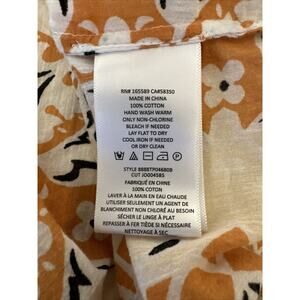 RN# 165589 CA#58350
MADE IN CHINA
100% COTTON
HAND WASH WARM
ONLY NON-CHLORINE
BLEACH IF NEEDED
LAY FLAT TO DRY
COOL IRON IF NEEDED
OR DRY CLEAN
STYLE 8888T704680B
CUT JO004585
FABRIQUÉ EN CHINE
100% COTON
LAVER À LA MAIN EN EAU CHAUDE
UTILISER SEULEMENT UN AGENT DE
BLANCHIMENT NON CHLORÉ AU BESOIN
SÉCHER LE LINGE À PLAT
REPASSER À FER TIÈDE SI NÉCESSAIRE
NETTOYAGE À SEC